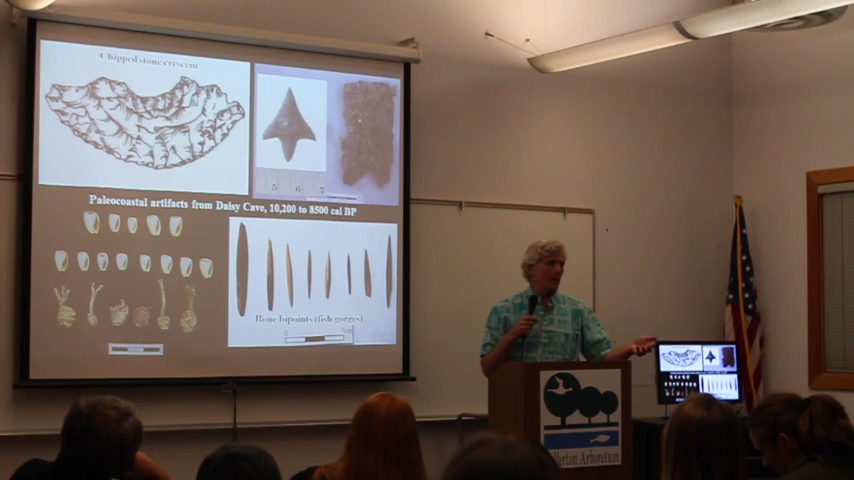 Chipped stone crescent
5 6 7
Paleocoastal artifacts from Daisy Cave, 10,200 to 8500 cal BP
Bone bipoints (fish gorges)
llerton Arboretum